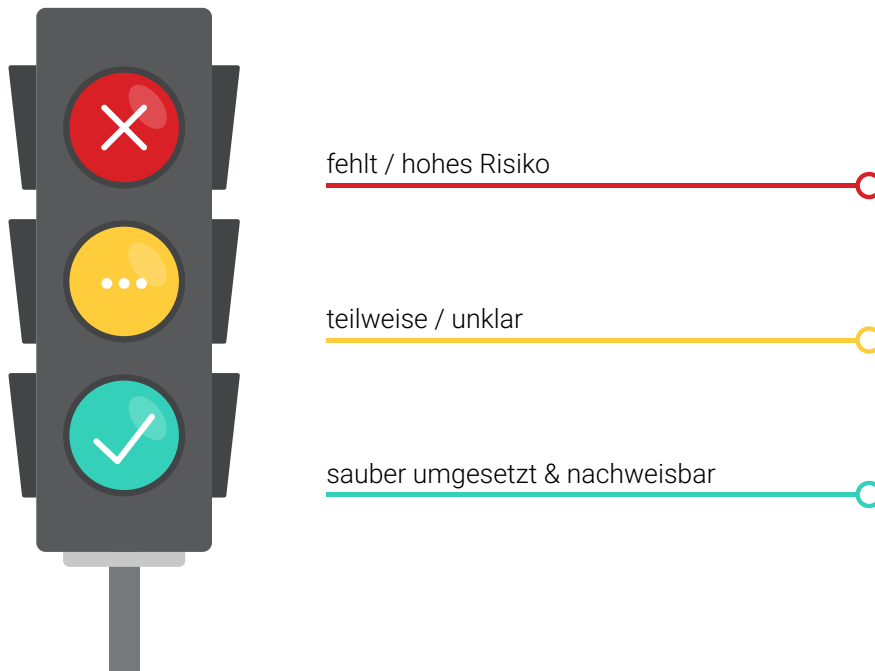 fehlt / hohes Risiko
teilweise / unklar
sauber umgesetzt & nachweisbar